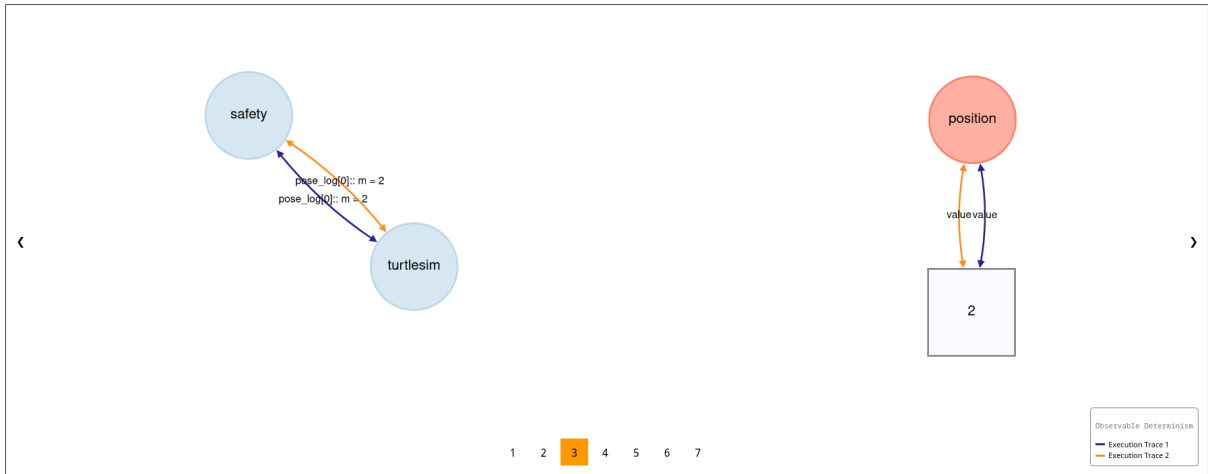 safety
position
pose_log[0]:: m = 2
pose_log[0]:: m = 2
value value
❮
❯
turtlesim
2
Observable Determinism
Execution Trace 1
Execution Trace 2
1 2 3 4 5 6 7